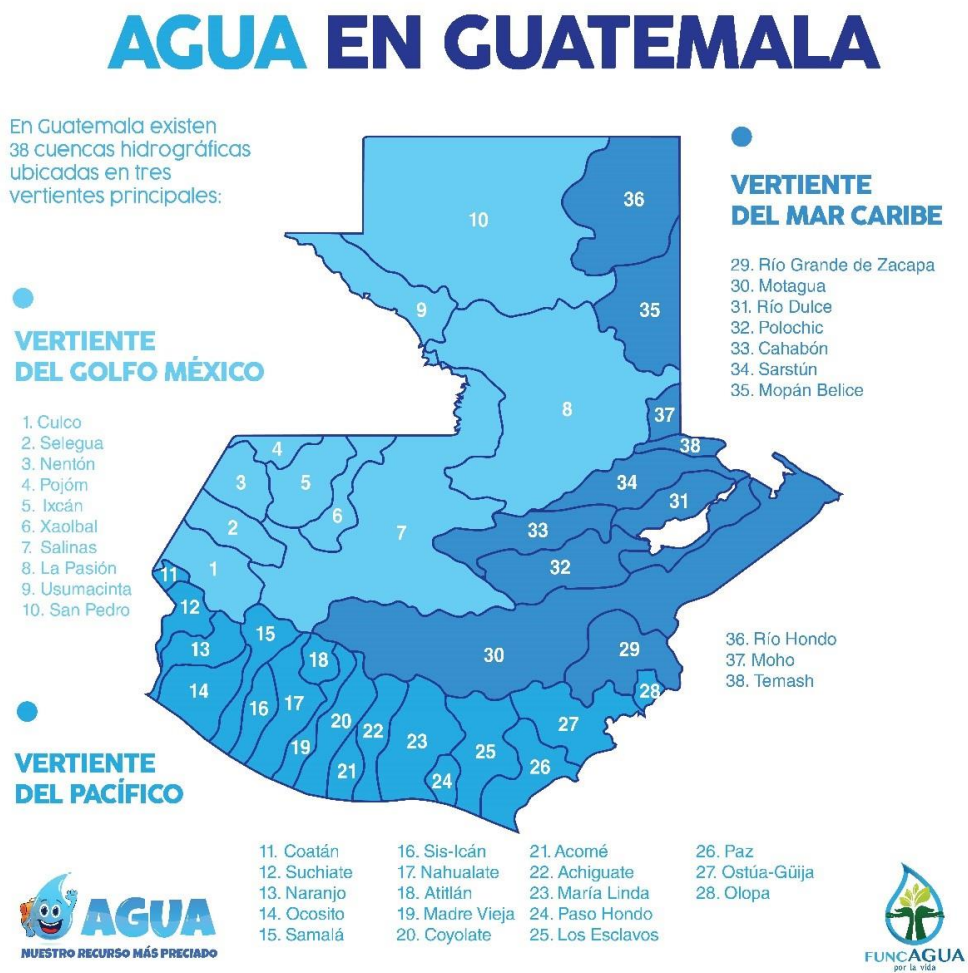 AGUA EN GUATEMALA
En Guatemala existen
38 cuencas hidrográficas
ubicadas en tres
vertientes principales:
VERTIENTE
DEL GOLFO MÉXICO
1. Culco
2. Selegua
3. Nentón
4. Pojóm
5. Ixcán
6. Xaolbal
7. Salinas
8. La Pasión
9. Usumacinta
10. San Pedro
VERTIENTE
DEL MAR CARIBE
29. Río Grande de Zacapa
30. Motagua
31. Río Dulce
32. Polochic
33. Cahabón
34. Sarstún
35. Mopán Belice
36. Río Hondo
37. Moho
38. Temash
10
36
9
35
8
37
38
4
3
5
6
2
7
34
31
33
32
1
11
12
13
15
14
18
30
29
28
16
17
19
20
21
22
23
24
25
26
27
VERTIENTE
DEL PACÍFICO
11. Coatán
12. Suchiate
13. Naranjo
14. Ocosito
15. Samalá
16. Sis-Icán
17. Nahualate
18. Atitlán
19. Madre Vieja
20. Coyolate
21. Acomé
22. Achiguate
23. María Linda
24. Paso Hondo
25. Los Esclavos
26. Paz
27. Ostúa-Güija
28. Olopa
AGUA
NUESTRO RECURSO MÁS PRECIADO
FUNCAGUA
por la vida